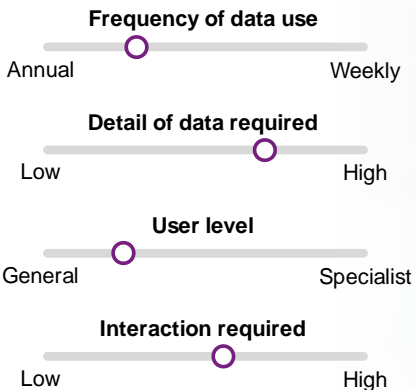 Frequency of data use
Annual Weekly
Detail of data required
Low High
User level
General Specialist
Interaction required
Low High